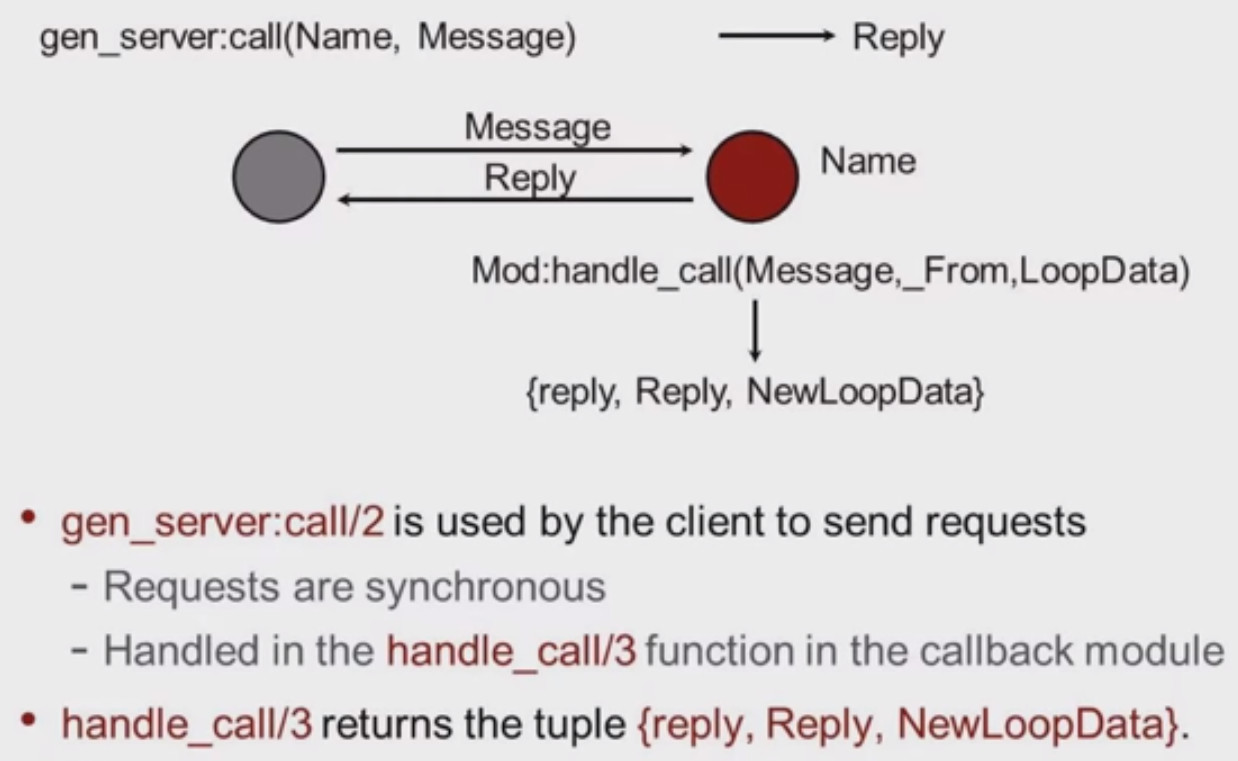 gen_server:call(Name, Message) Reply
Message
Reply
Name
Mod:handle_call(Message,_From,LoopData)
{reply, Reply, NewLoopData}
• gen_server:call/2 is used by the client to send requests
- Requests are synchronous
- Handled in the handle_call/3 function in the callback module
• handle_call/3 returns the tuple {reply, Reply, NewLoopData}.